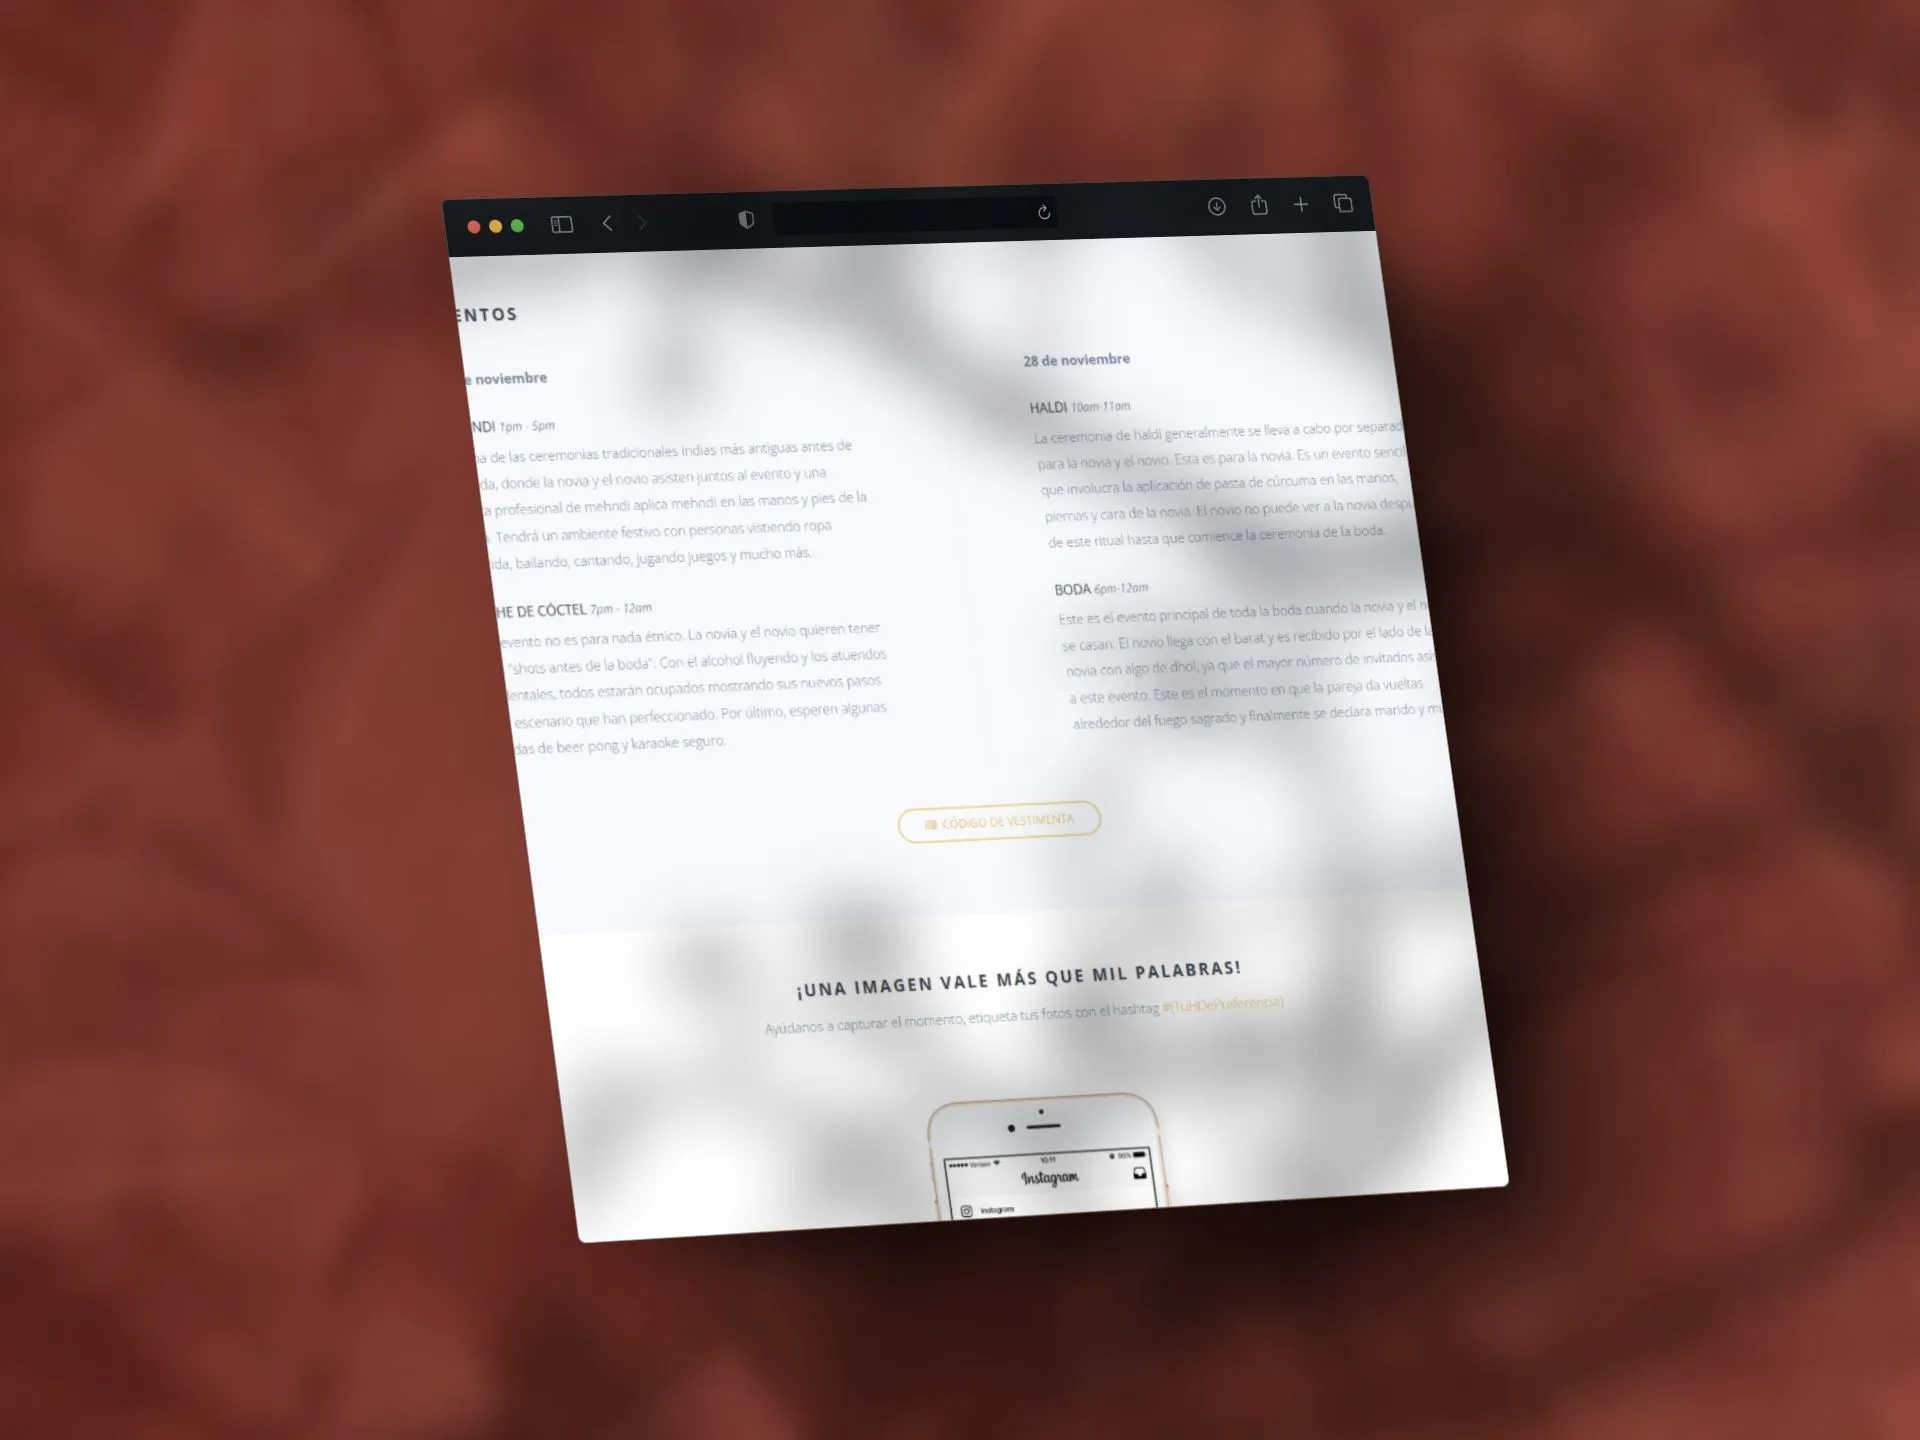 ENTOS
e noviembre
NDI 1pm - 5pm
na de las ceremonias tradicionales indias más antiguas antes de
da, donde la novia y el novio asisten juntos al evento y una
a profesional de mehndi aplica mehndi en las manos y pies de la
. Tendrá un ambiente festivo con personas vistiendo ropa
ida, bailando, cantando, jugando juegos y mucho más.
HE DE CÓCTEL 7pm - 12am
evento no es para nada étnico. La novia y el novio quieren tener
"shots antes de la boda". Con el alcohol fluyendo y los atuendos
lentales, todos estarán ocupados mostrando sus nuevos pasos
escenario que han perfeccionado. Por último, esperen algunas
das de beer pong y karaoke seguro.
28 de noviembre
HALDI 10am-11am
La ceremonia de haldi generalmente se lleva a cabo por separad
para la novia y el novio. Esta es para la novia. Es un evento sencil
que involucra la aplicación de pasta de cúrcuma en las manos,
piernas y cara de la novia. El novio no puede ver a la novia despu
de este ritual hasta que comience la ceremonia de la boda.
BODA 6pm-12am
Este es el evento principal de toda la boda cuando la novia y el n
se casan. El novio llega con el barat y es recibido por el lado de la
novia con algo de dhol, ya que el mayor número de invitados asis
a este evento. Este es el momento en que la pareja da vueltas
alrededor del fuego sagrado y finalmente se declara marido y mu
CÓDIGO DE VESTIMENTA
¡UNA IMAGEN VALE MÁS QUE MIL PALABRAS!
Ayúdanos a capturar el momento, etiqueta tus fotos con el hashtag #(TuHDePreferencia)
Verizon 10:11 96%
Instagram
Instagram